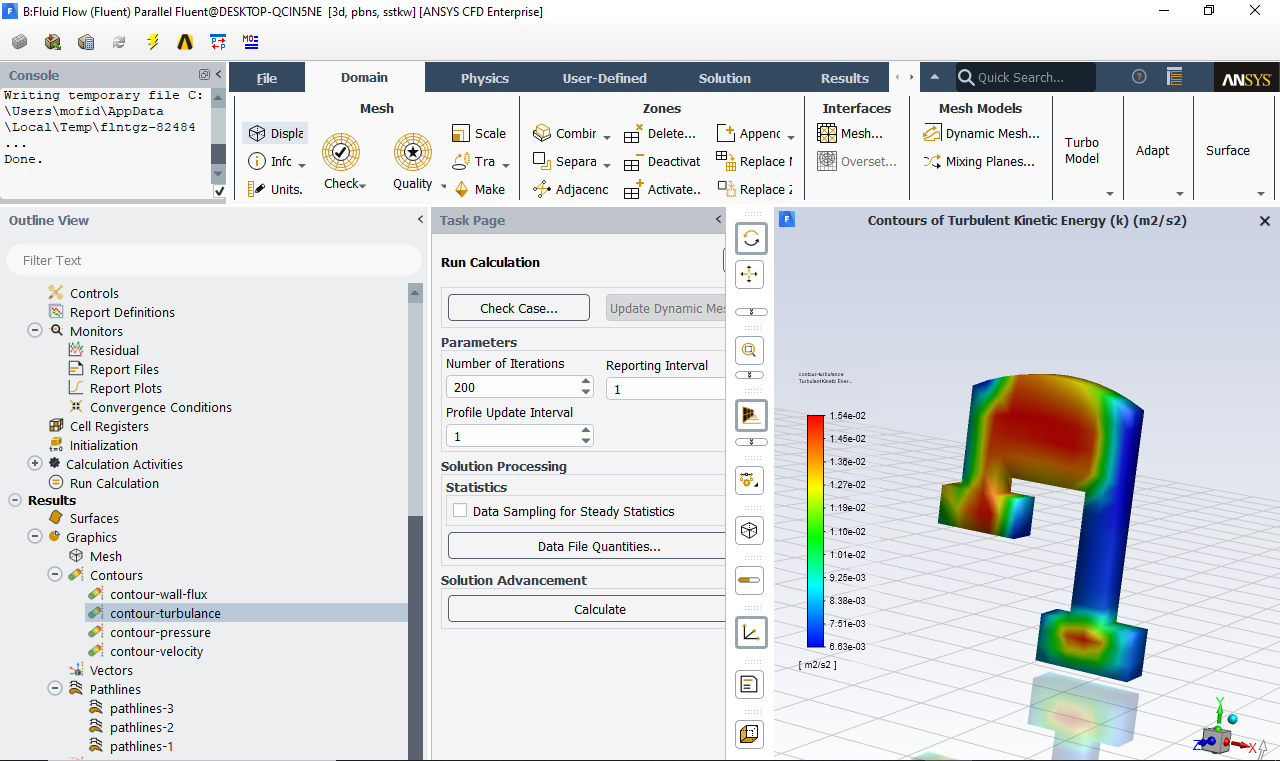 B:Fluid Flow (Fluent) Parallel Fluent@DESKTOP-QCIN5NE [3d, pbns, sstkw] [ANSYS CFD Enterprise]
Console
Writing temporary file C:
\Users\mofid\AppData
\Local\Temp\flntgz-82484
...
Done.
File
Domain
Physics
User-Defined
Solution
Results
Quick Search...
ANSYS
Mesh
Displa
Info
Units.
Check
Quality
Scale
Tra
Make
Zones
Combir
Separa
Adjacenc
Delete...
Deactivat
Activate..
Append
Replace M
Replace Z
Interfaces
Mesh...
Overset...
Mesh Models
Dynamic Mesh...
Mixing Planes...
Turbo
Model
Adapt
Surface
Outline View
Filter Text
Controls
Report Definitions
Monitors
Residual
Report Files
Report Plots
Convergence Conditions
Cell Registers
Initialization
Calculation Activities
Run Calculation
Results
Surfaces
Graphics
Mesh
Contours
contour-wall-flux
contour-turbulance
contour-pressure
contour-velocity
Vectors
Pathlines
pathlines-3
pathlines-2
pathlines-1
Task Page
Run Calculation
Check Case...
Update Dynamic Mes
Parameters
Number of Iterations
200
Reporting Interval
1
Profile Update Interval
1
Solution Processing
Statistics
Data Sampling for Steady Statistics
Data File Quantities...
Solution Advancement
Calculate
Contours of Turbulent Kinetic Energy (k) (m2/s2)
contour-turbulance
Turbulent Kinetic Ener...
1.54e-02
1.45e-02
1.36e-02
1.27e-02
1.19e-02
1.10e-02
1.01e-02
9.25e-03
8.38e-03
7.51e-03
6.63e-03
[ m2/s2 ]
Y
Z
X